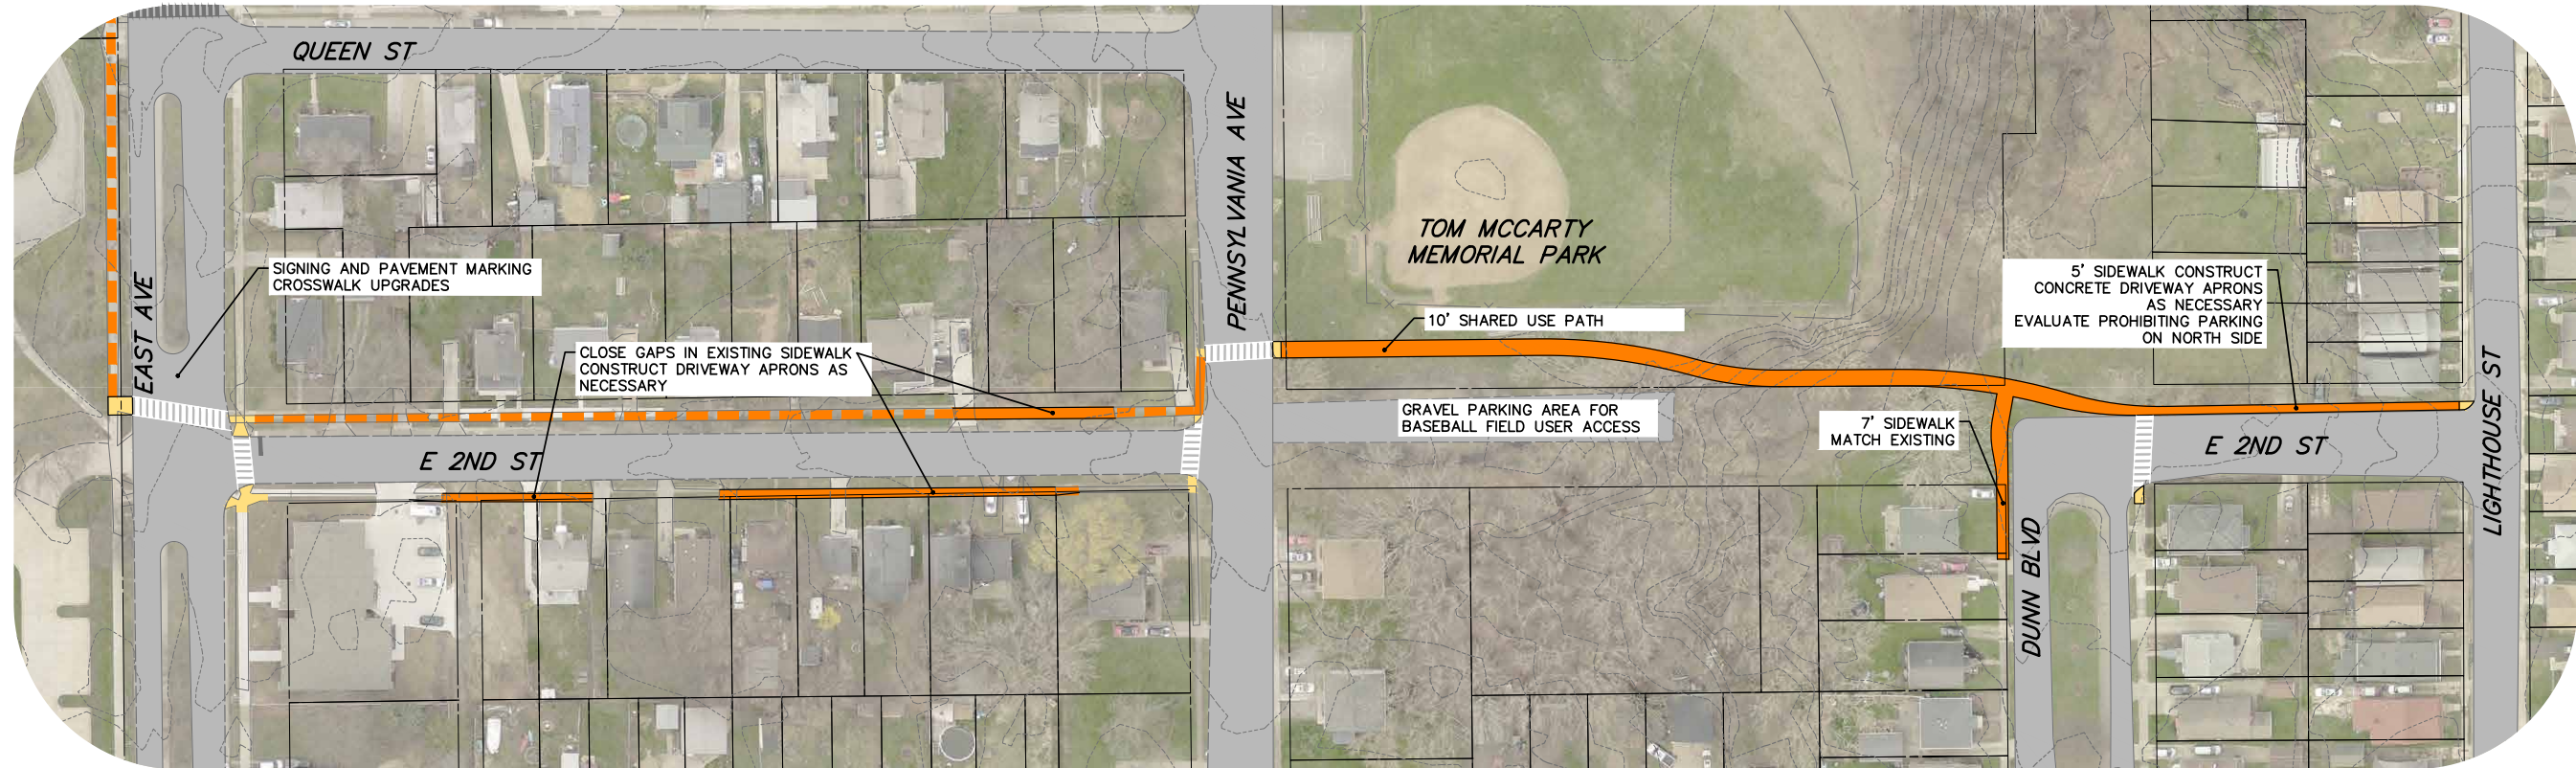 QUEEN ST
EAST AVE
SIGNING AND PAVEMENT MARKING
CROSSWALK UPGRADES
CLOSE GAPS IN EXISTING SIDEWALK
CONSTRUCT DRIVEWAY APRONS AS
NECESSARY
E 2ND ST
PENNSYLVANIA AVE
TOM MCCARTY
MEMORIAL PARK
10' SHARED USE PATH
GRAVEL PARKING AREA FOR
BASEBALL FIELD USER ACCESS
7' SIDEWALK
MATCH EXISTING
5' SIDEWALK CONSTRUCT
CONCRETE DRIVEWAY APRONS
AS NECESSARY
EVALUATE PROHIBITING PARKING
ON NORTH SIDE
E 2ND ST
DUNN BLVD
LIGHTHOUSE ST